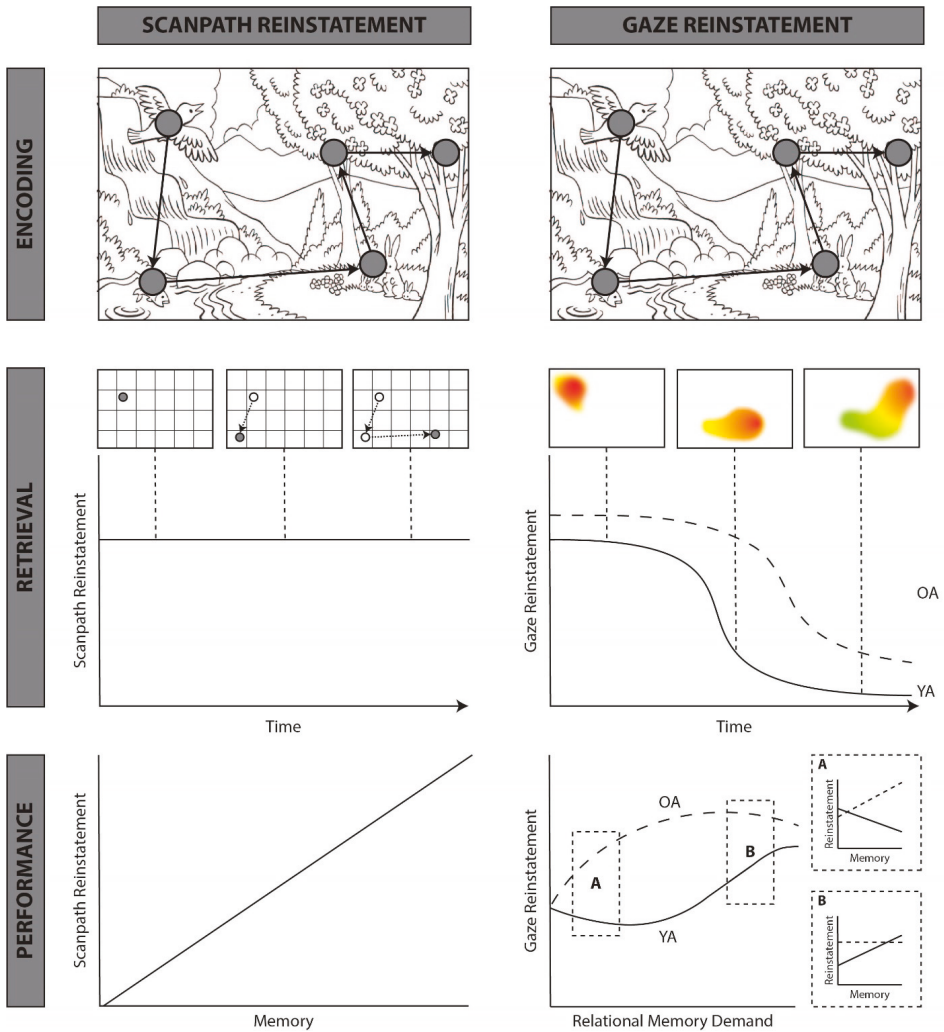 SCANPATH REINSTATEMENT
GAZE REINSTATEMENT
ENCODING
RETRIEVAL
Scanpath Reinstatement
Time
Gaze Reinstatement
OA
YA
Time
PERFORMANCE
Scanpath Reinstatement
Memory
Gaze Reinstatement
OA
A
B
YA
Relational Memory Demand
A
Reinstatement
Memory
B
Reinstatement
Memory